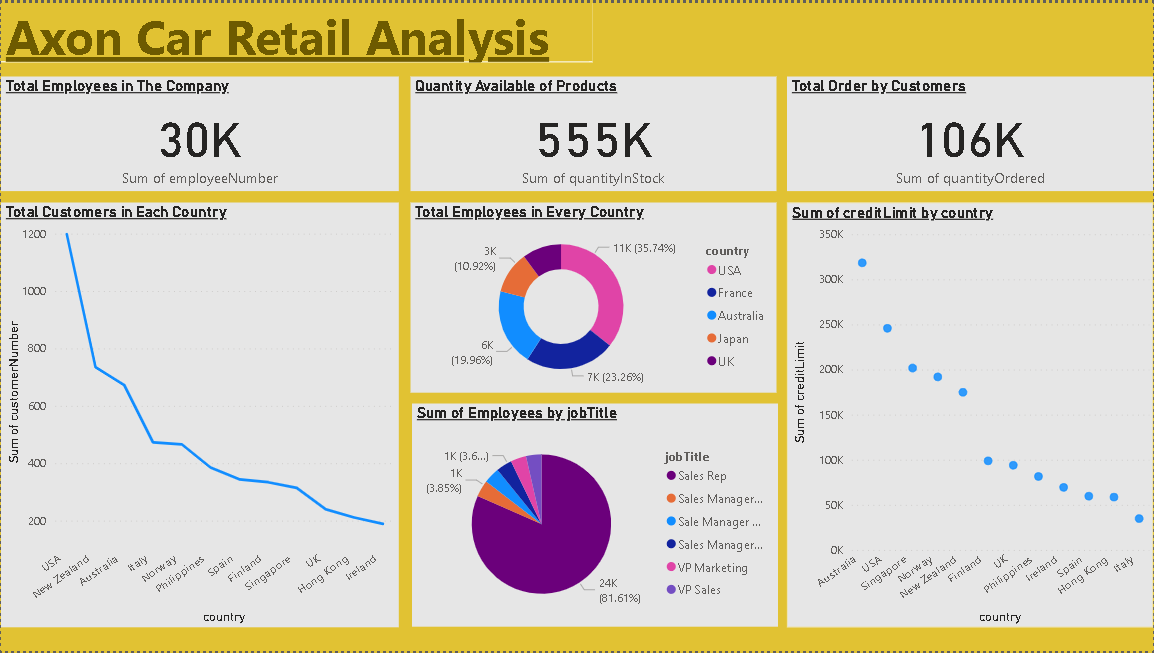 Axon Car Retail Analysis
Total Employees in The Company
30K
Sum of employeeNumber
Quantity Available of Products
555K
Sum of quantityInStock
Total Order by Customers
106K
Sum of quantityOrdered
Total Customers in Each Country
Sum of customerNumber
1200
1000
800
600
400
200
USA
New Zealand
Australia
Italy
Norway
Philippines
Spain
Finland
Singapore
UK
Hong Kong
Ireland
country
Total Employees in Every Country
11K (35.74%)
7K (23.26%)
6K
(19.96%)
3K
(10.92%)
country
USA
France
Australia
Japan
UK
Sum of Employees by jobTitle
1K (3.6...)
1K
(3.85%)
24K
(81.61%)
jobTitle
Sales Rep
Sales Manager...
Sale Manager ...
Sales Manager...
VP Marketing
VP Sales
Sum of creditLimit by country
Sum of creditLimit
350K
300K
250K
200K
150K
100K
50K
0K
Australia
USA
Singapore
Norway
New Zealand
Finland
UK
Philippines
Ireland
Spain
Hong Kong
Italy
country